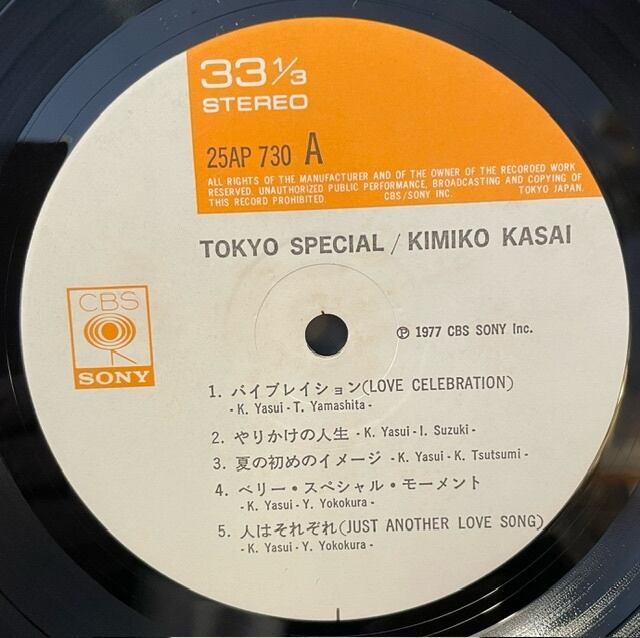 33 1/3
STEREO
25AP 730 A
ALL RIGHTS OF THE MANUFACTURER AND OF THE OWNER OF THE RECORDED WORK
RESERVED. UNAUTHORIZED PUBLIC PERFORMANCE, BROADCASTING AND COPYING OF
THIS RECORD PROHIBITED. CBS/SONY INC. TOKYO JAPAN.
TOKYO SPECIAL / KIMIKO KASAI
CBS
SONY
℗ 1977 CBS SONY Inc.
1. バイブレイション(LOVE CELEBRATION)
- K. Yasui - T. Yamashita -
2. やりかけの人生 - K. Yasui - I. Suzuki -
3. 夏の初めのイメージ - K. Yasui - K. Tsutsumi -
4. ベリー・スペシャル・モーメント
- K. Yasui - Y. Yokokura -
5. 人はそれぞれ(JUST ANOTHER LOVE SONG)
- K. Yasui - Y. Yokokura -